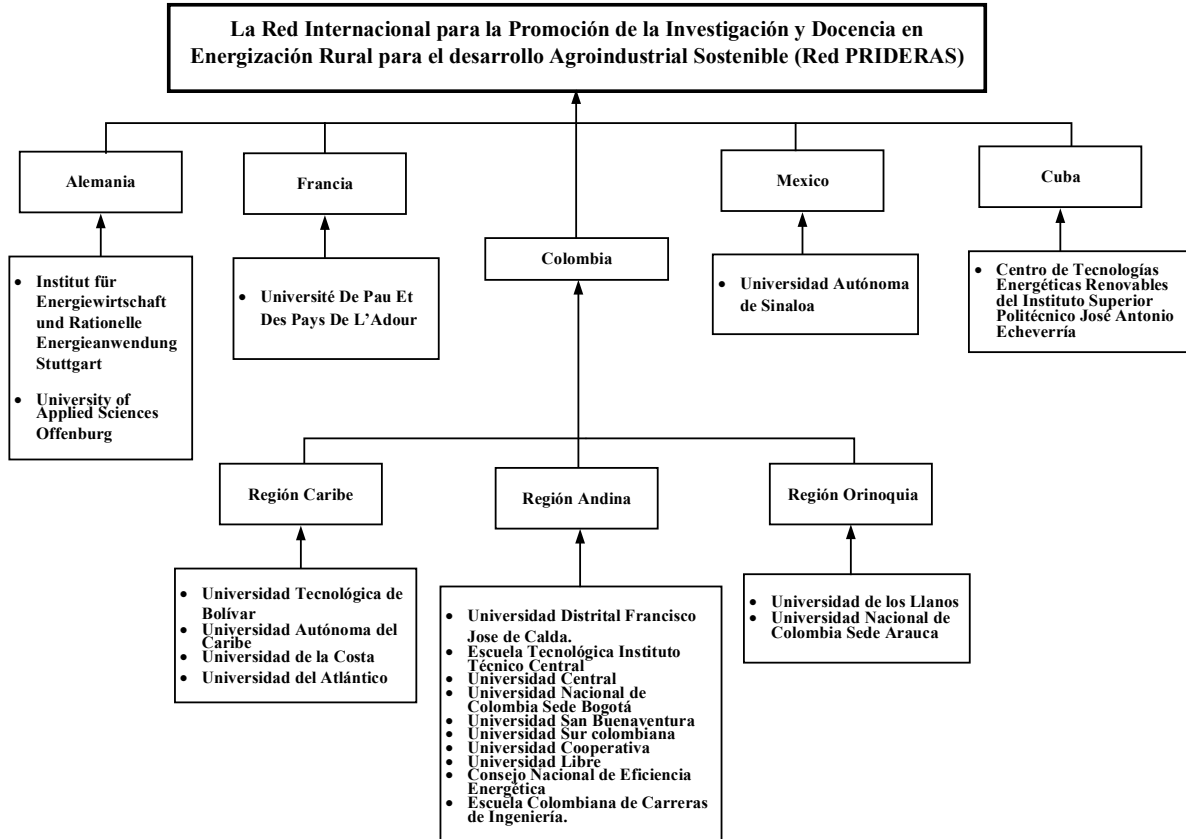 La Red Internacional para la Promoción de la Investigación y Docencia en
Energización Rural para el desarrollo Agroindustrial Sostenible (Red PRIDERAS)
Alemania
Francia
Mexico
Cuba
Colombia
• Institut für
Energiewirtschaft
und Rationelle
Energieanwendung
Stuttgart
• University of
Applied Sciences
Offenburg
• Université De Pau Et
Des Pays De L’Adour
• Universidad Autónoma
de Sinaloa
• Centro de Tecnologías
Energéticas Renovables
del Instituto Superior
Politécnico José Antonio
Echeverría
Región Caribe
Región Andina
Región Orinoquia
• Universidad Tecnológica de
Bolívar
• Universidad Autónoma del
Caribe
• Universidad de la Costa
• Universidad del Atlántico
• Universidad Distrital Francisco
Jose de Calda.
• Escuela Tecnológica Instituto
Técnico Central
• Universidad Central
• Universidad Nacional de
Colombia Sede Bogotá
• Universidad San Buenaventura
• Universidad Sur colombiana
• Universidad Cooperativa
• Universidad Libre
• Consejo Nacional de Eficiencia
Energética
• Escuela Colombiana de Carreras
de Ingeniería.
• Universidad de los Llanos
• Universidad Nacional de
Colombia Sede Arauca